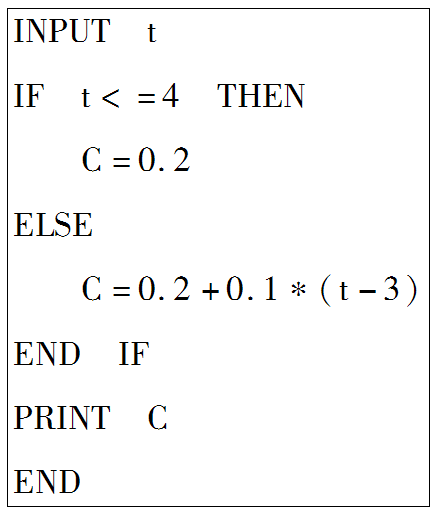 INPUT t
IF t< =4 THEN
C=0.2
ELSE
C=0.2+0.1*(t-3)
END IF
PRINT C
END